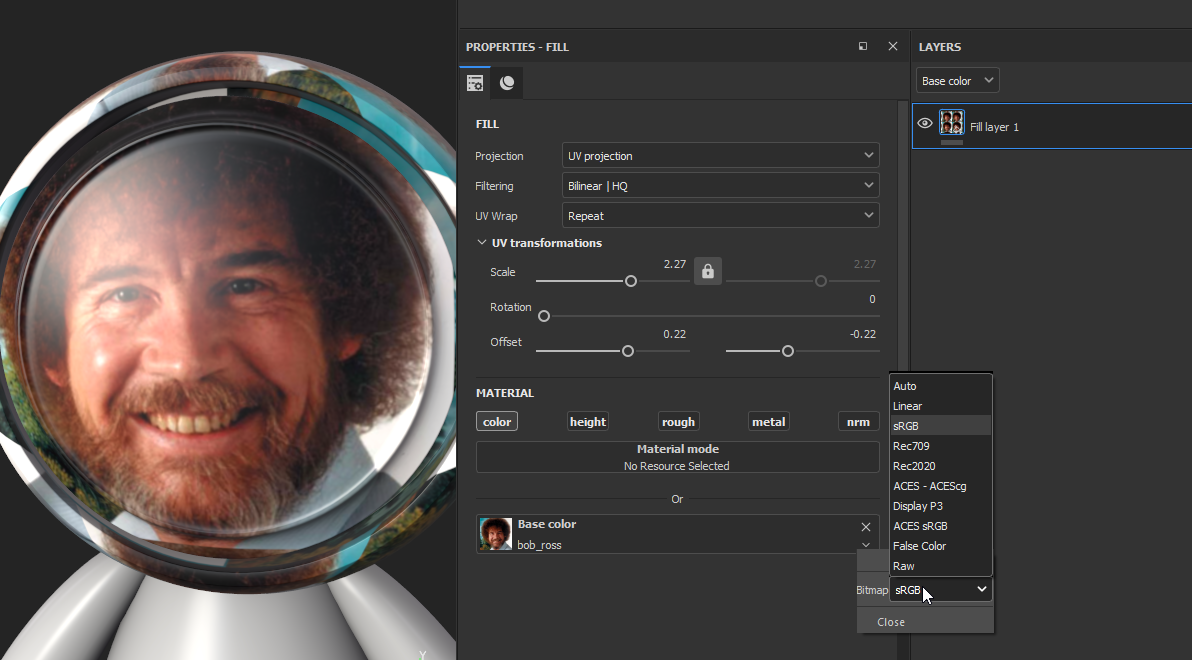 PROPERTIES - FILL
LAYERS
Base color
Fill layer 1
FILL
Projection UV projection
Filtering Bilinear | HQ
UV Wrap Repeat
UV transformations
Scale 2.27 2.27
Rotation 0
Offset 0.22 -0.22
MATERIAL
color height rough metal nrm
Material mode
No Resource Selected
Or
Base color
bob_ross
Auto
Linear
sRGB
Rec709
Rec2020
ACES - ACEScg
Display P3
ACES sRGB
False Color
Raw
Bitmap sRGB
Close
Y